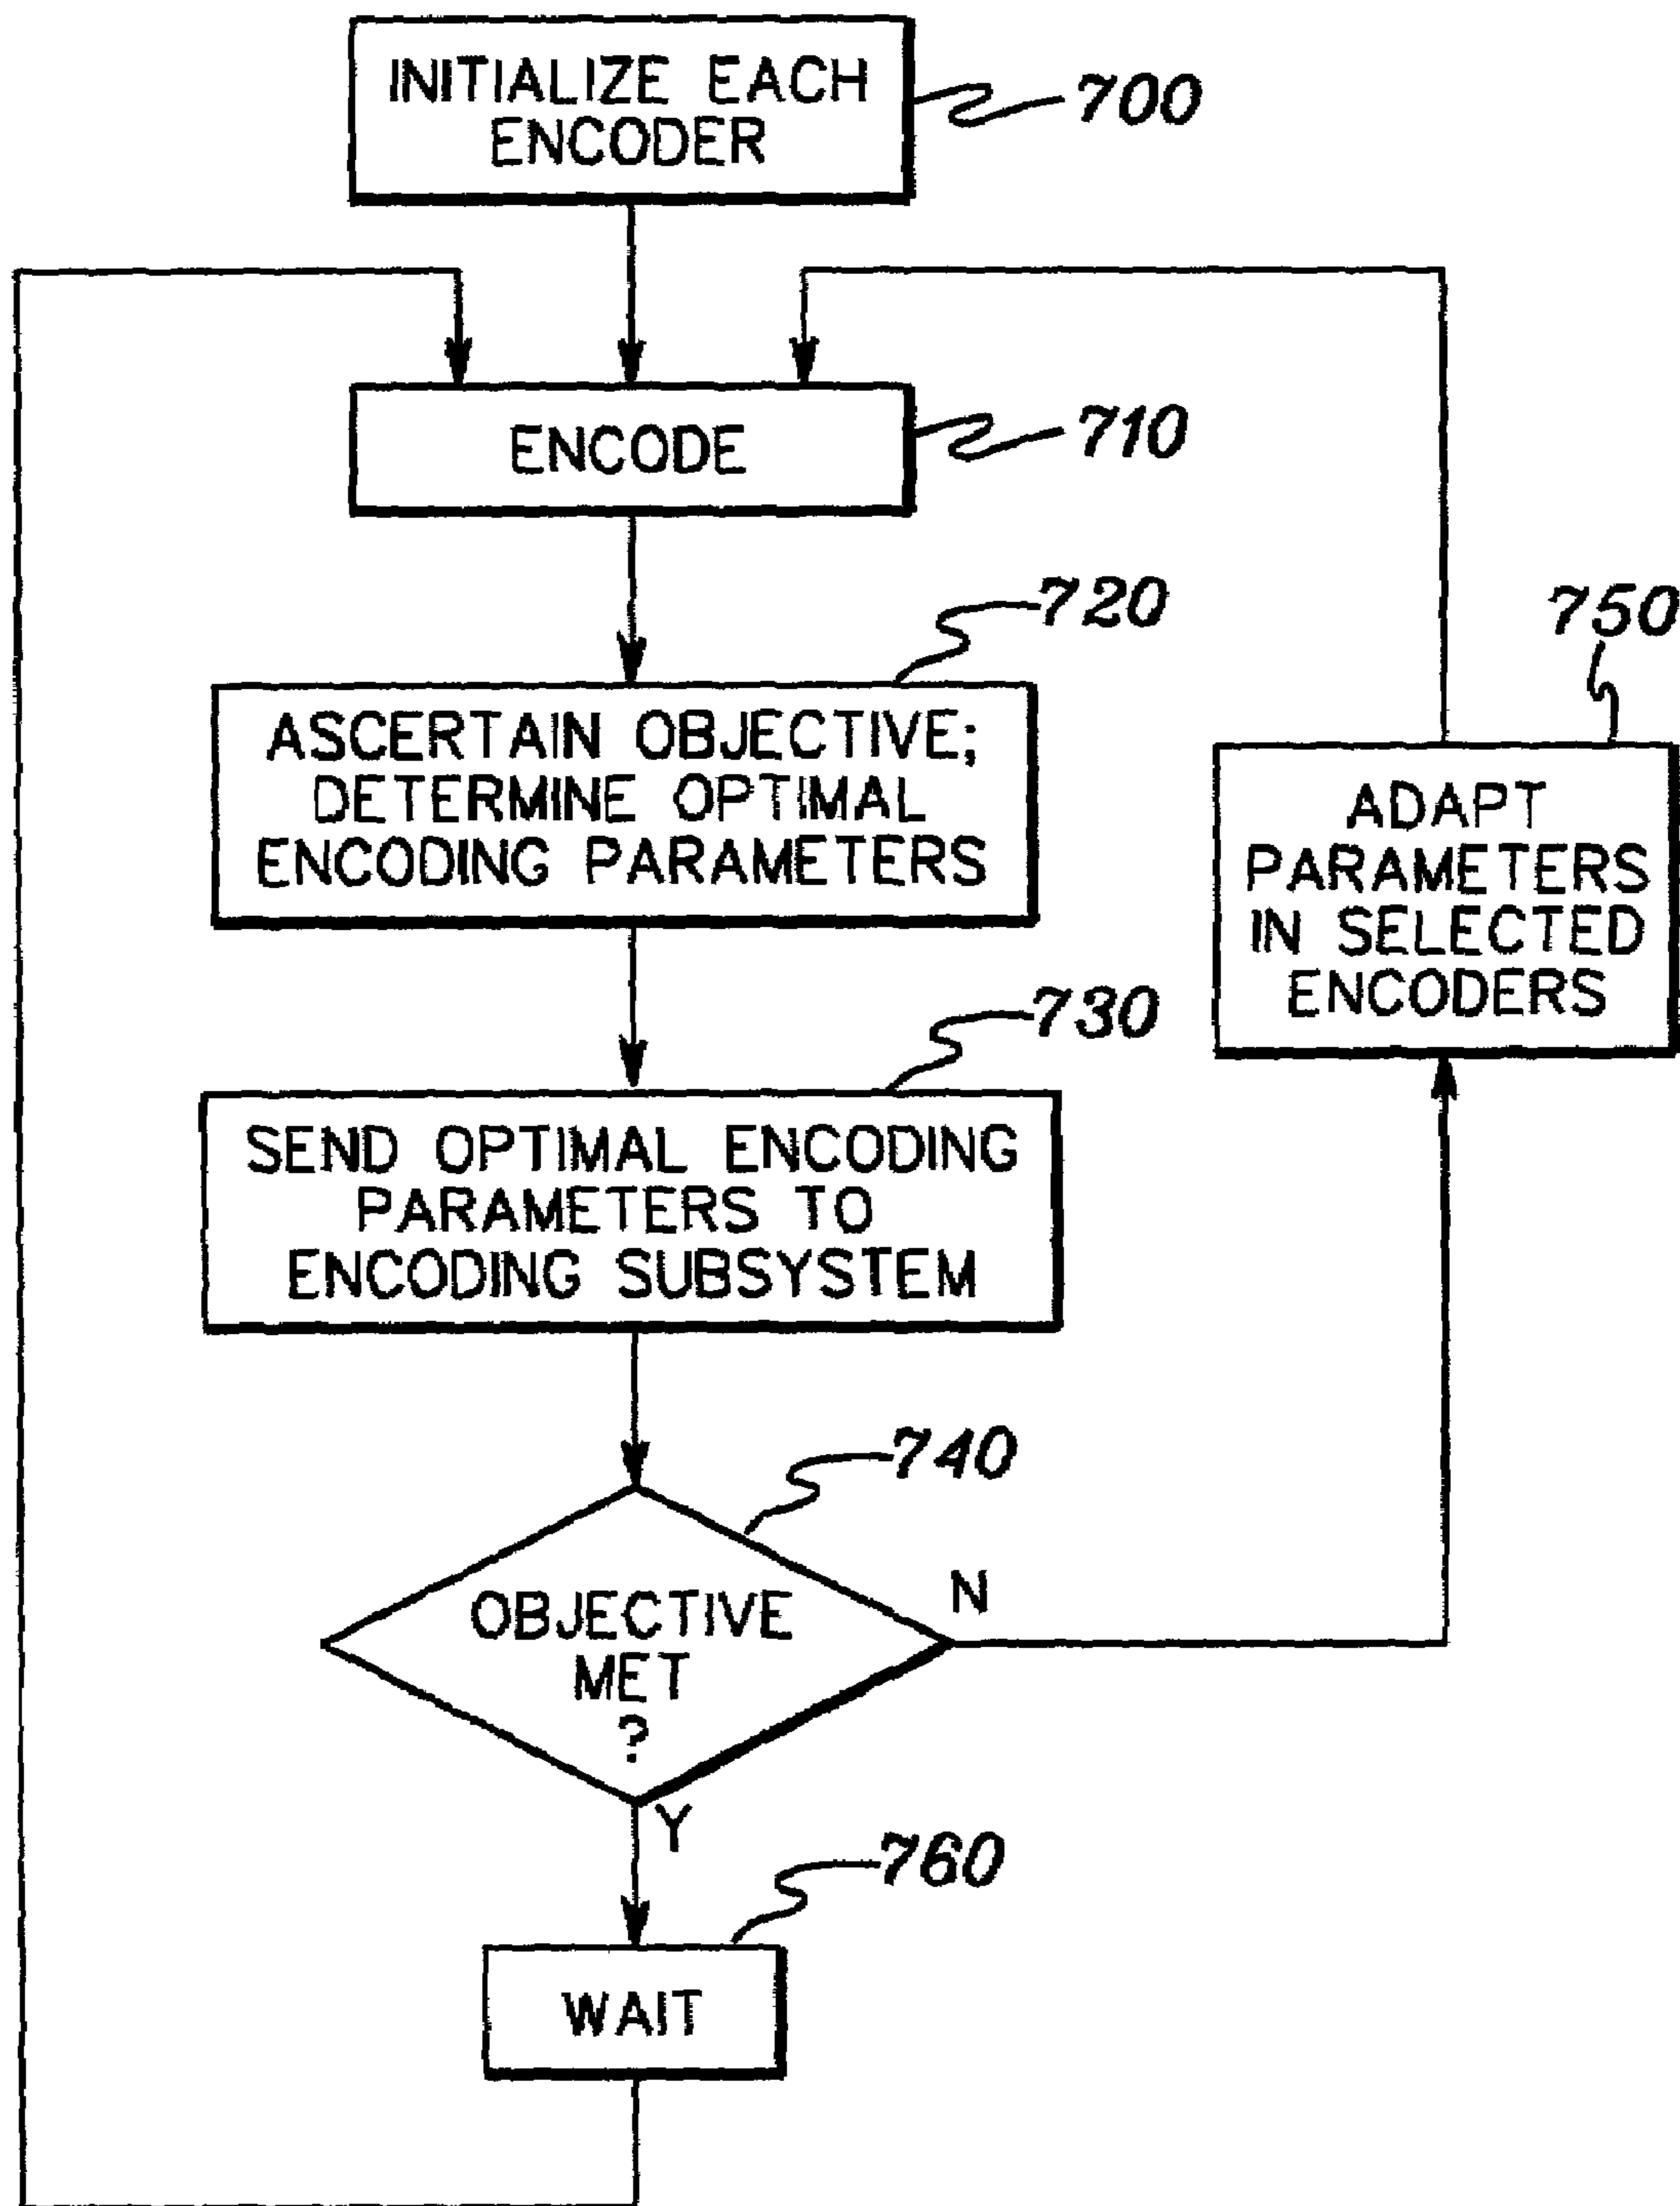 INITIALIZE EACH
ENCODER
700
ENCODE
710
720
ASCERTAIN OBJECTIVE;
DETERMINE OPTIMAL
ENCODING PARAMETERS
750
ADAPT
PARAMETERS
IN SELECTED
ENCODERS
730
SEND OPTIMAL ENCODING
PARAMETERS TO
ENCODING SUBSYSTEM
740
OBJECTIVE
MET
?
N
Y
760
WAIT